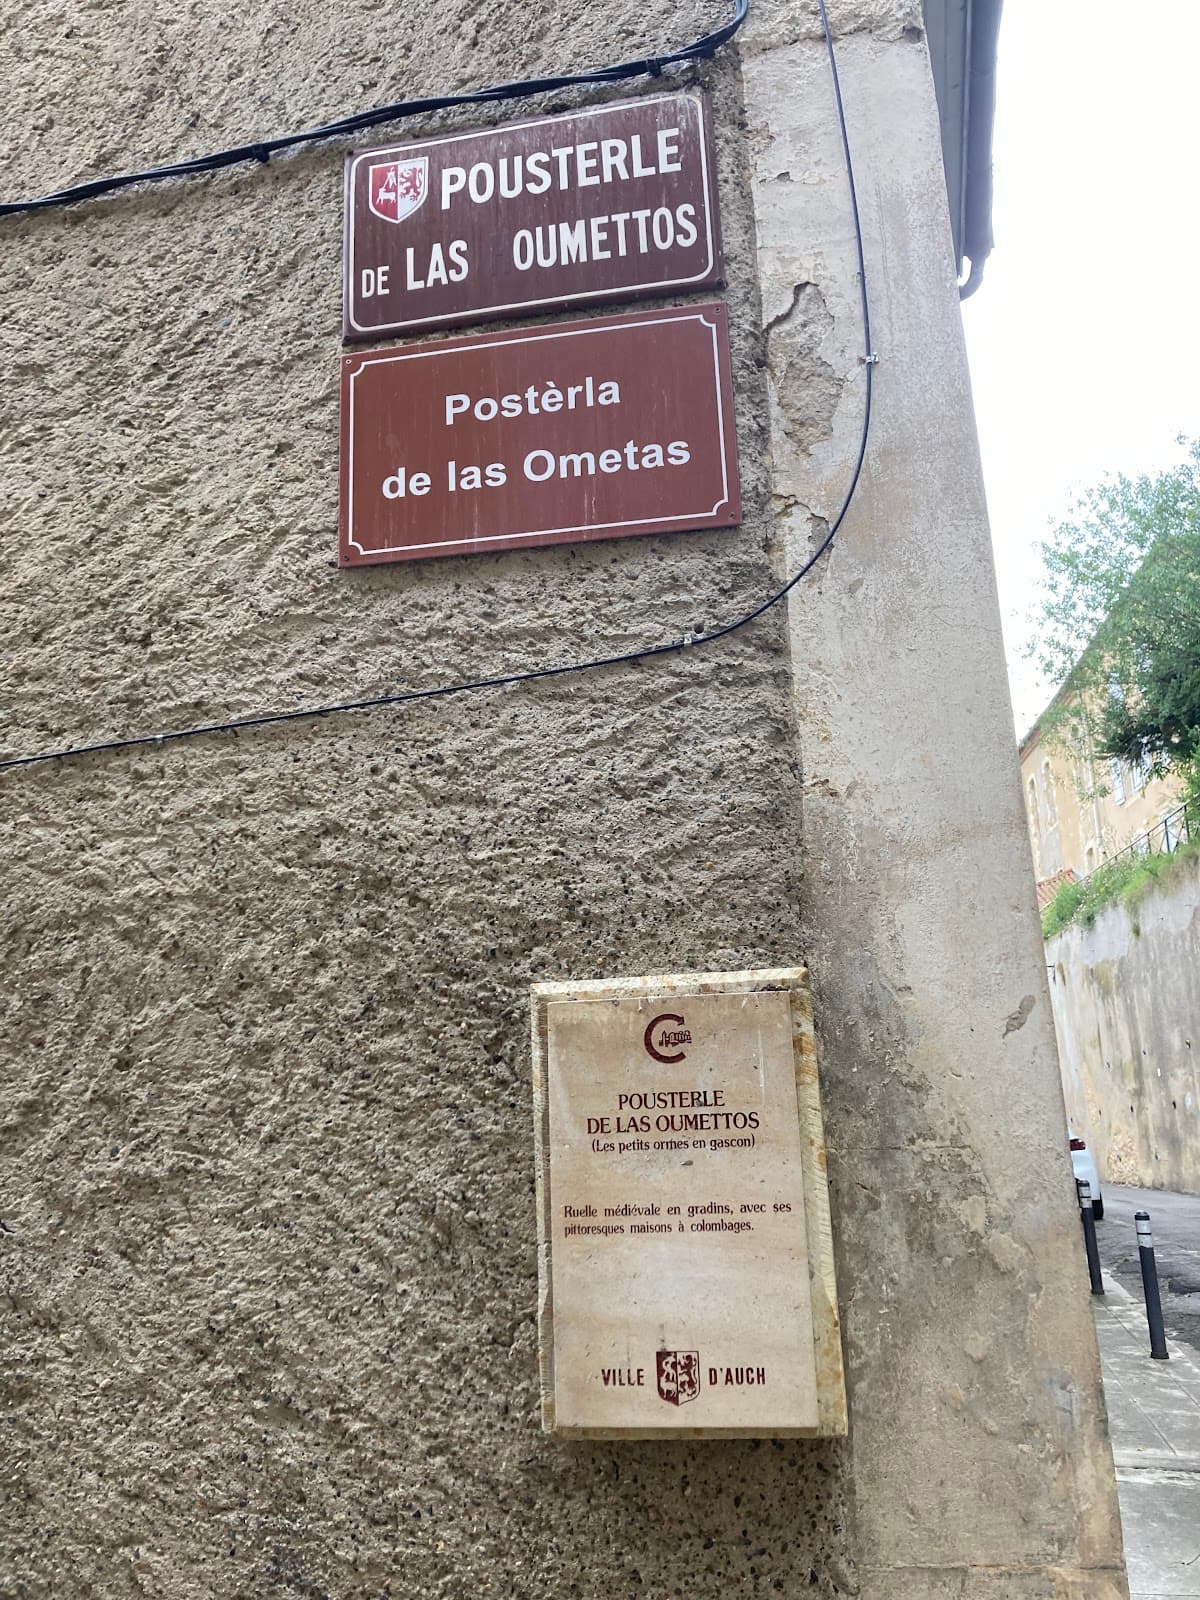 POUSTERLE
DE LAS OUMETTOS
Postèrla
de las Ometas
POUSTERLE
DE LAS OUMETTOS
(Les petits ormes en gascon)
Ruelle médiévale en gradins, avec ses
pittoresques maisons à colombages.
VILLE D'AUCH